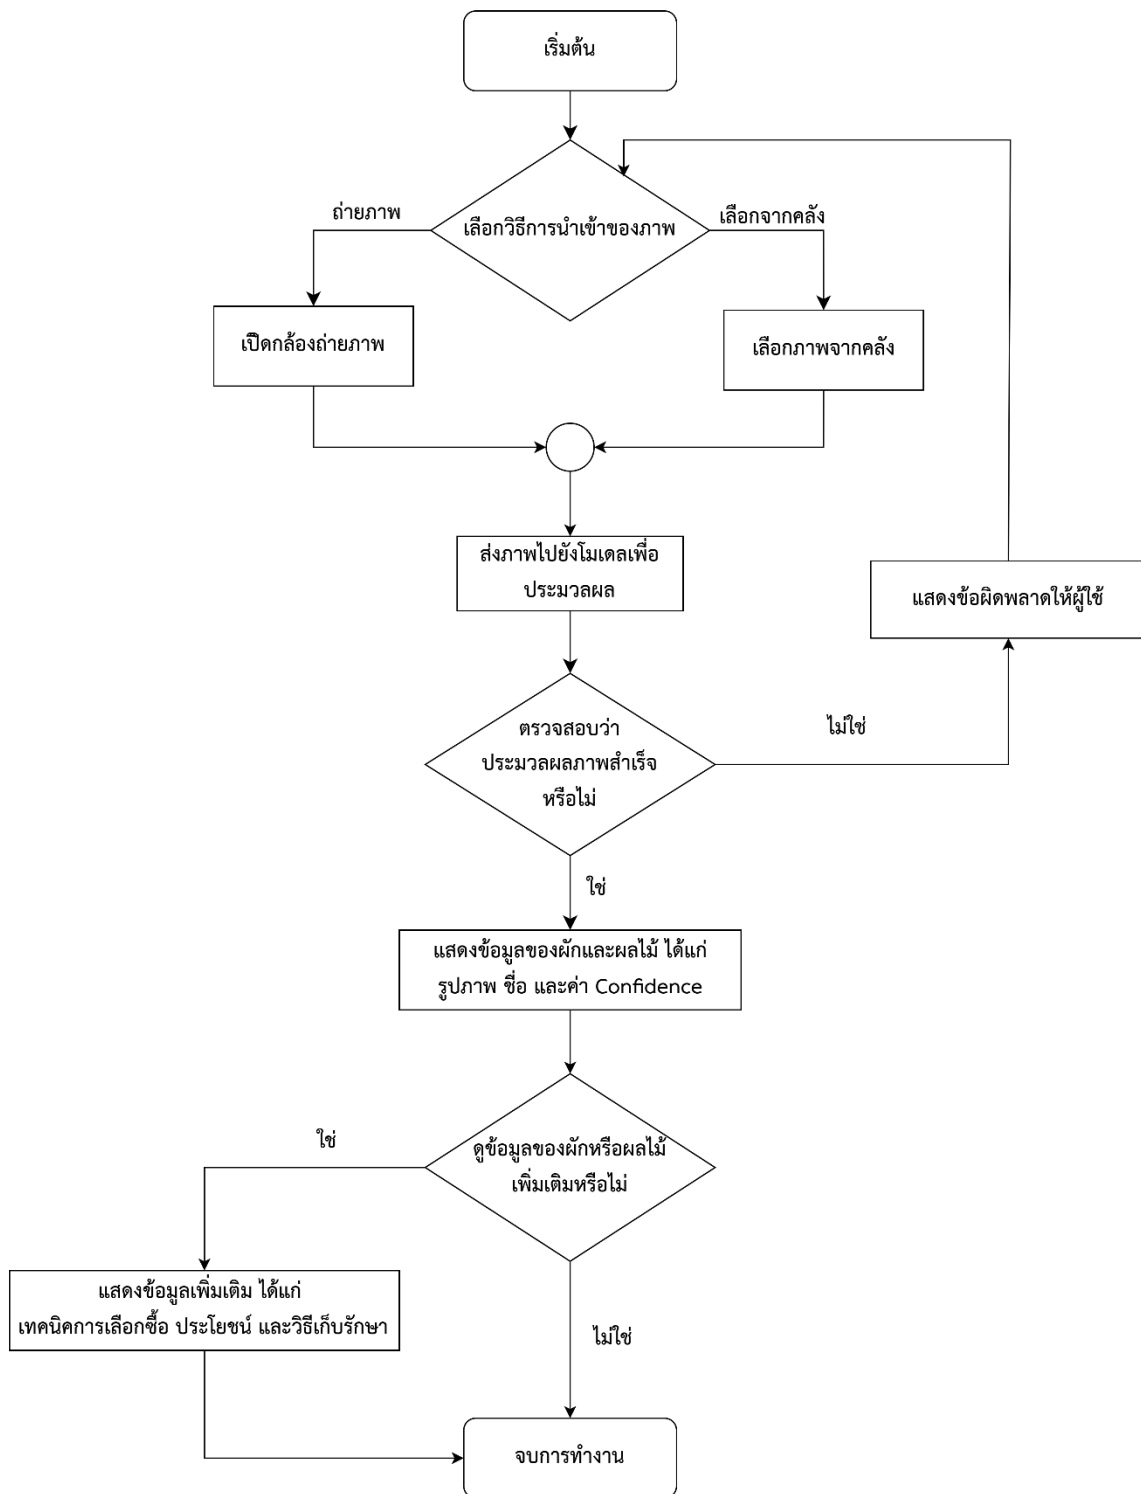 เริ่มต้น
ถ่ายภาพ
เลือกวิธีการนำเข้าของภาพ
เลือกจากคลัง
เปิดกล้องถ่ายภาพ
เลือกภาพจากคลัง
ส่งภาพไปยังโมเดลเพื่อ
ประมวลผล
แสดงข้อผิดพลาดให้ผู้ใช้
ตรวจสอบว่า
ประมวลผลภาพสำเร็จ
หรือไม่
ไม่ใช่
ใช่
แสดงข้อมูลของผักและผลไม้ ได้แก่
รูปภาพ ชื่อ และค่า Confidence
ใช่
ดูข้อมูลของผักหรือผลไม้
เพิ่มเติมหรือไม่
แสดงข้อมูลเพิ่มเติม ได้แก่
เทคนิคการเลือกซื้อ ประโยชน์ และวิธีเก็บรักษา
ไม่ใช่
จบการทำงาน